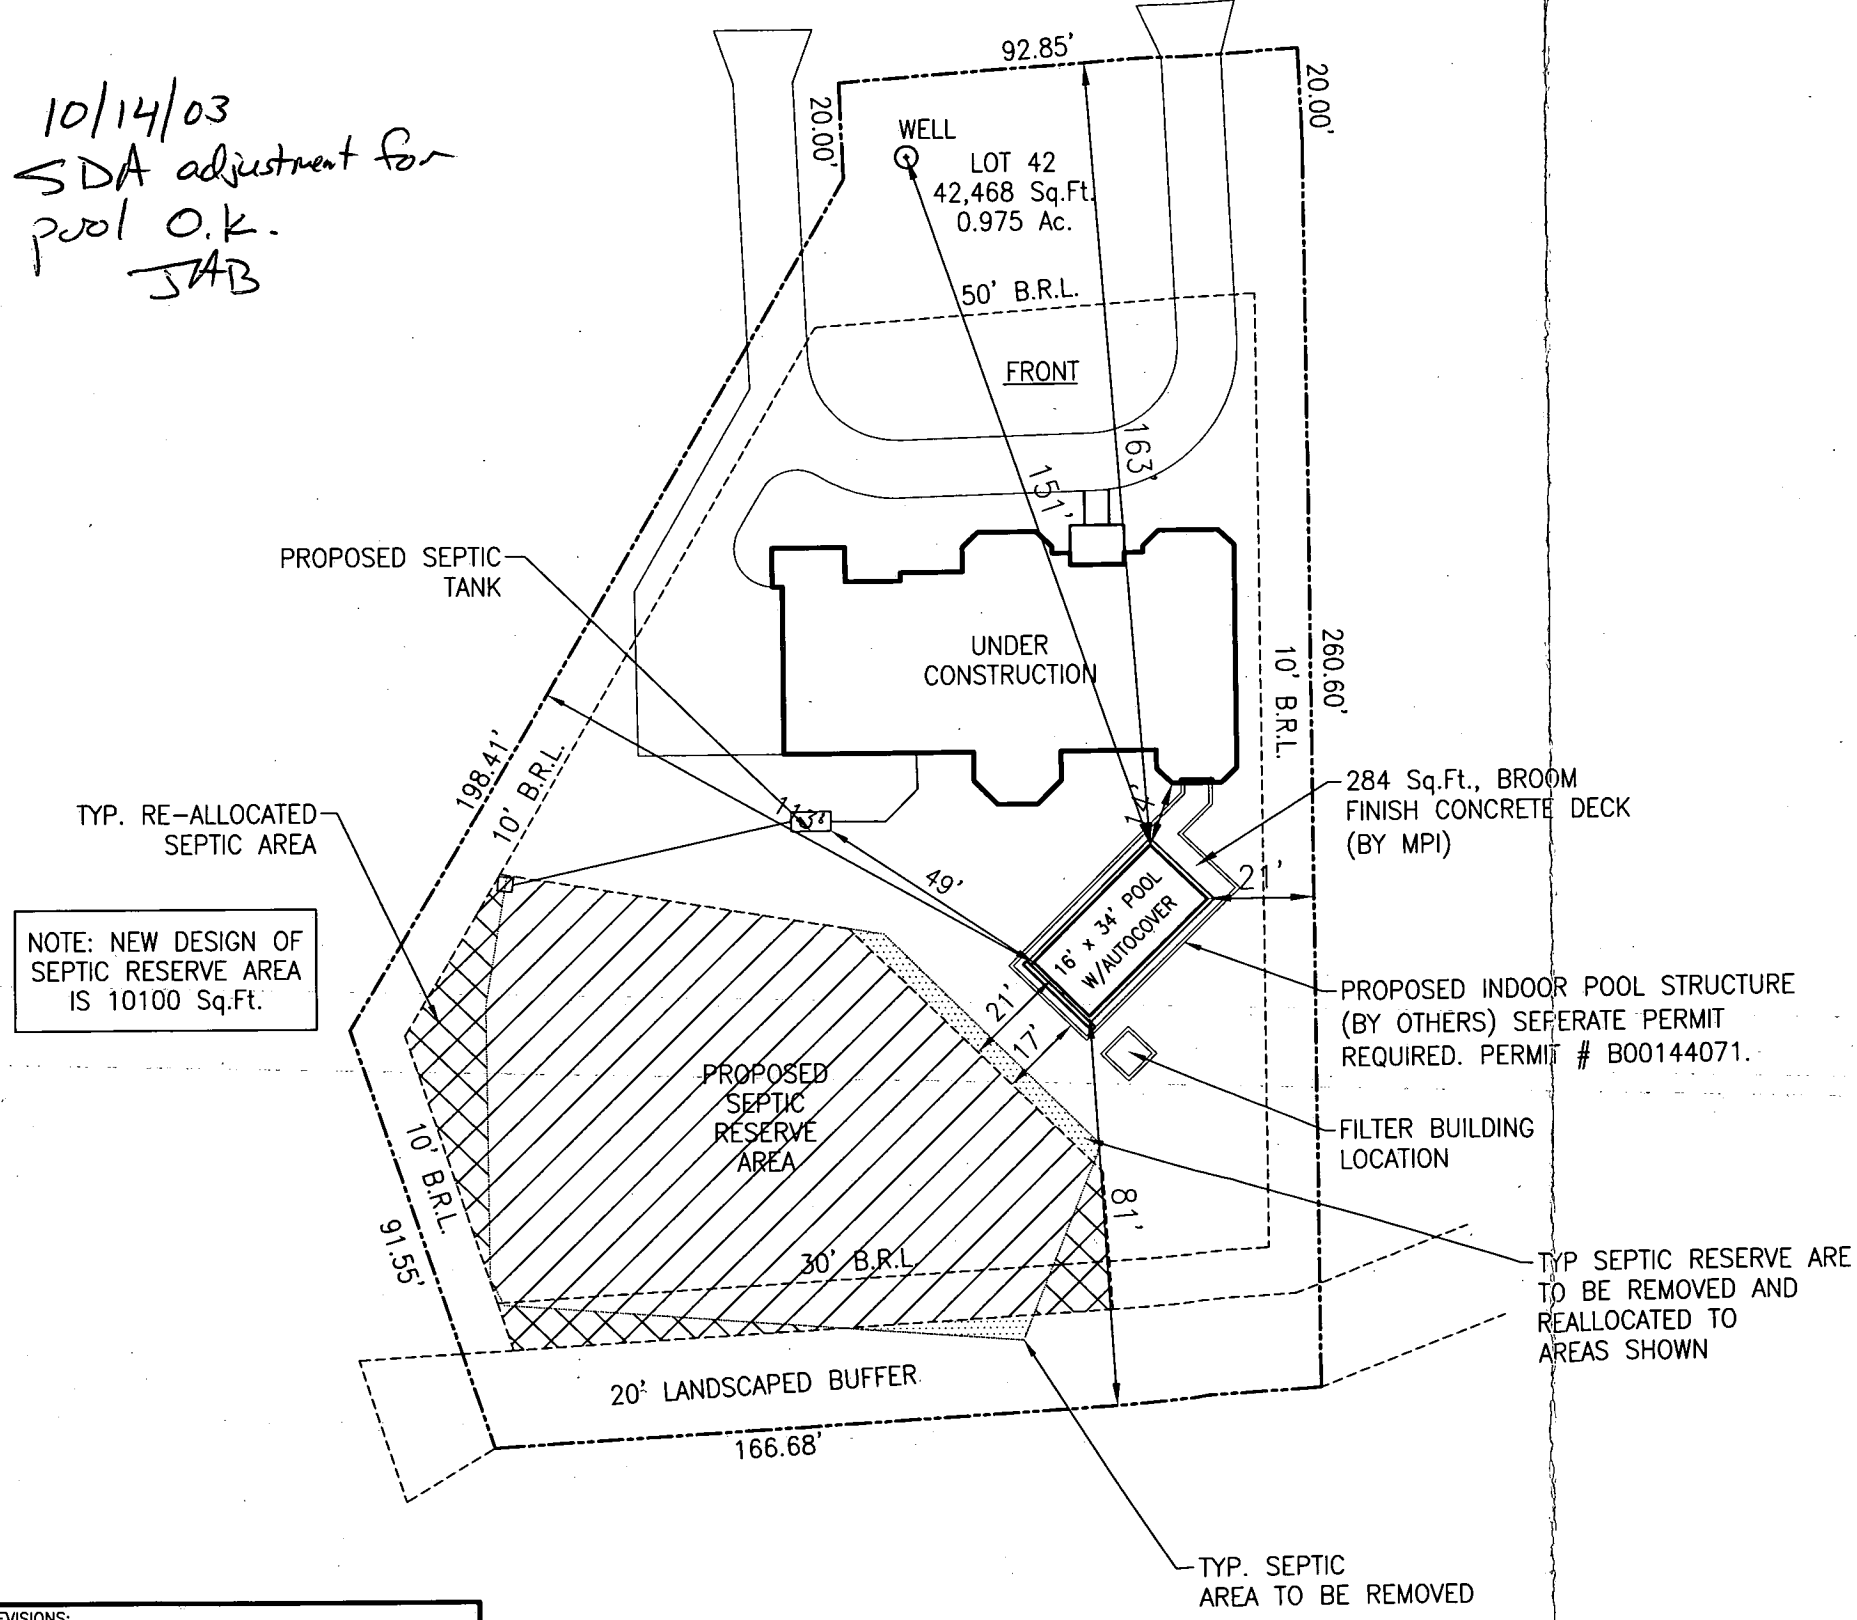 10/14/03
SDA adjustment for
pool O.K.
JAB
92.85'
20.00'
20.00'
WELL
LOT 42
42,468 Sq.Ft.
0.975 Ac.
50' B.R.L.
FRONT
163'
151'
PROPOSED SEPTIC
TANK
UNDER
CONSTRUCTION
10' B.R.L.
260.60'
198.41'
10' B.R.L.
TYP. RE-ALLOCATED
SEPTIC AREA
14'
284 Sq.Ft., BROOM
FINISH CONCRETE DECK
(BY MPI)
49'
21'
16' x 34' POOL
W/AUTOCOVER
NOTE: NEW DESIGN OF
SEPTIC RESERVE AREA
IS 10100 Sq.Ft.
21'
17'
PROPOSED INDOOR POOL STRUCTURE
(BY OTHERS) SEPERATE PERMIT
REQUIRED. PERMIT # B00144071.
PROPOSED
SEPTIC
RESERVE
AREA
FILTER BUILDING
LOCATION
10' B.R.L.
91.55'
81'
30' B.R.L
TYP SEPTIC RESERVE ARE
TO BE REMOVED AND
REALLOCATED TO
AREAS SHOWN
20' LANDSCAPED BUFFER
166.68'
TYP. SEPTIC
AREA TO BE REMOVED
EVISIONS: